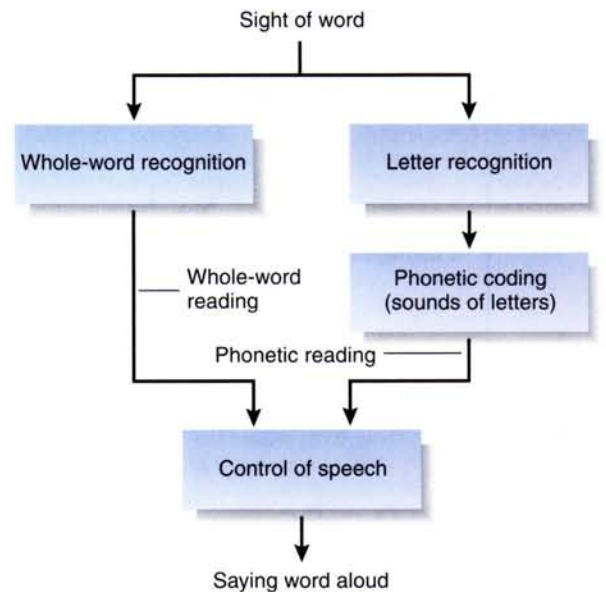 Sight of word
Whole-word recognition
Letter recognition
Whole-word
reading
Phonetic coding
(sounds of letters)
Phonetic reading
Control of speech
Saying word aloud